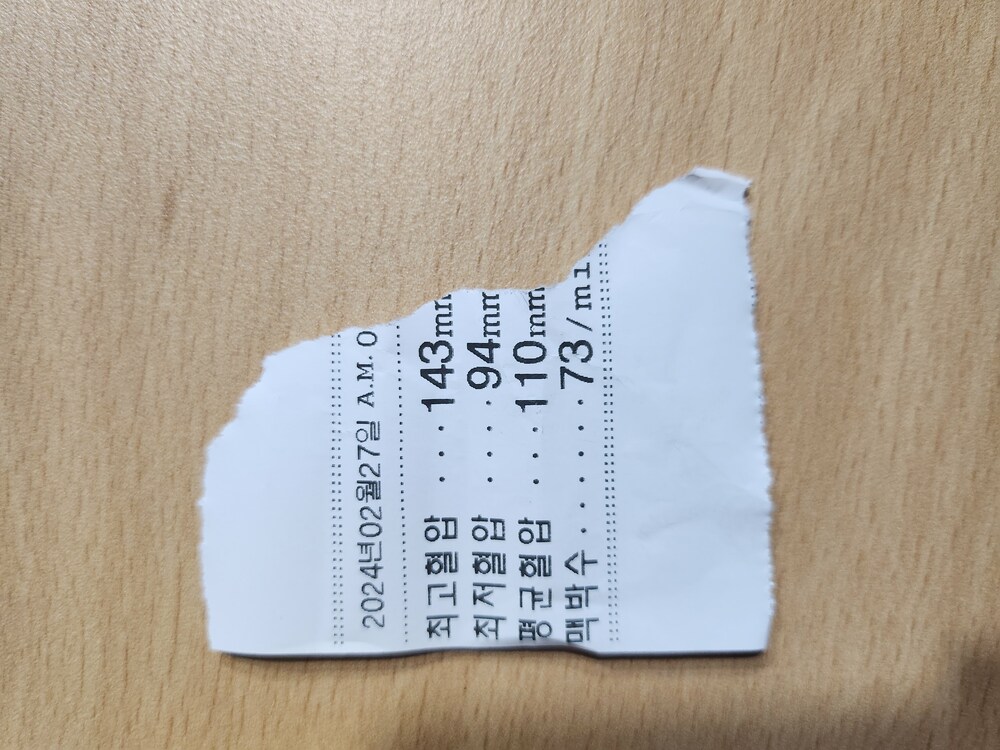 2024년02월27일 A.M. 0
최고혈압 ...143mm
최저혈압 ....94mm
평균혈압 ...110mm
맥박수......73/mi